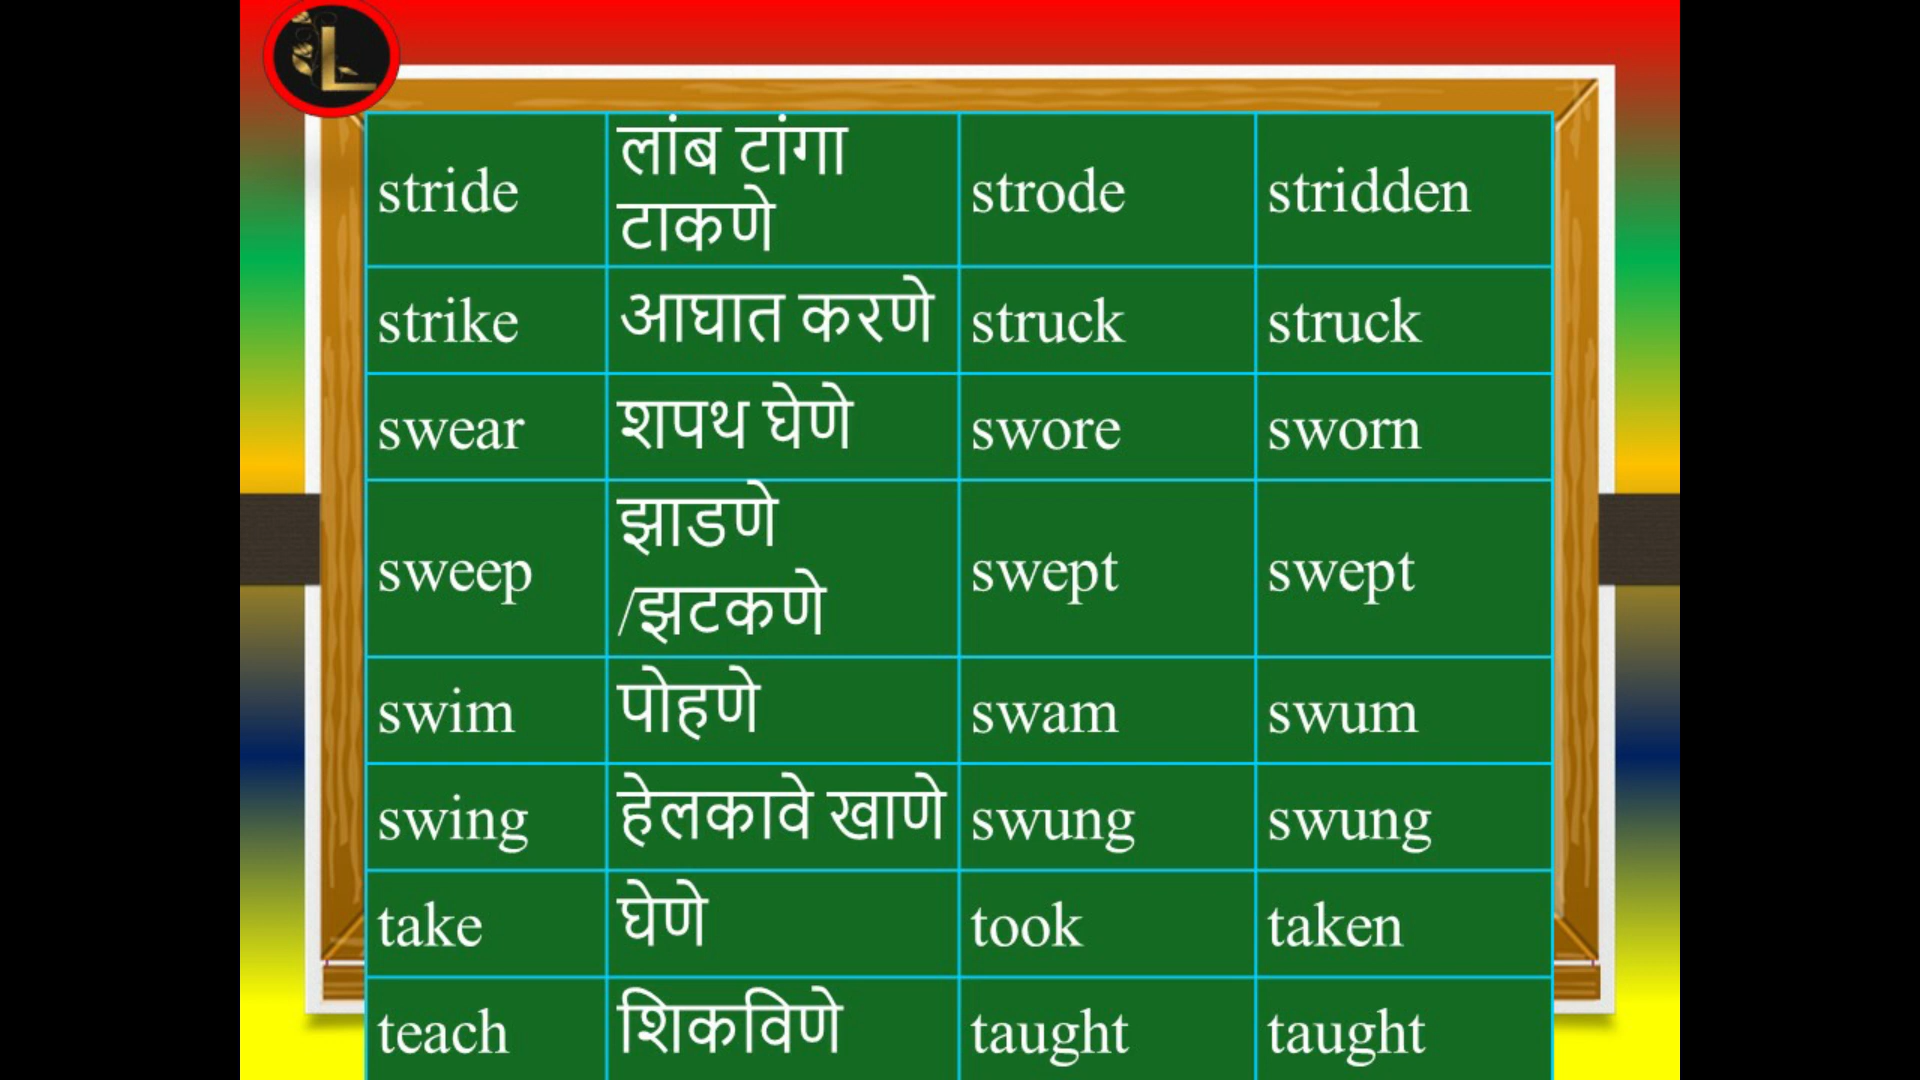 L
stride लांब टांगा टाकणे strode stridden
strike आघात करणे struck struck
swear शपथ घेणे swore sworn
sweep झाडणे /झटकणे swept swept
swim पोहणे swam swum
swing हेलकावे खाणे swung swung
take घेणे took taken
teach शिकविणे taught taught